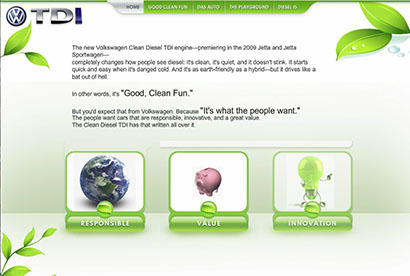 TDI
HOME GOOD CLEAN FUN DAS AUTO THE PLAYGROUND DIESEL IS
The new Volkswagen Clean Diesel TDI engine—premiering in the 2009 Jetta and Jetta
Sportwagen—
completely changes how people see diesel: it's clean, it's quiet, and it doesn't stink. It starts
quick and easy when it's danged cold. And it's as earth-friendly as a hybrid—but it drives like a
bat out of hell.
In other words, it's "Good, Clean Fun."
But you'd expect that from Volkswagen. Because "It's what the people want."
The people want cars that are responsible, innovative, and a great value.
The Clean Diesel TDI has that written all over it.
RESPONSIBLE VALUE INNOVATION